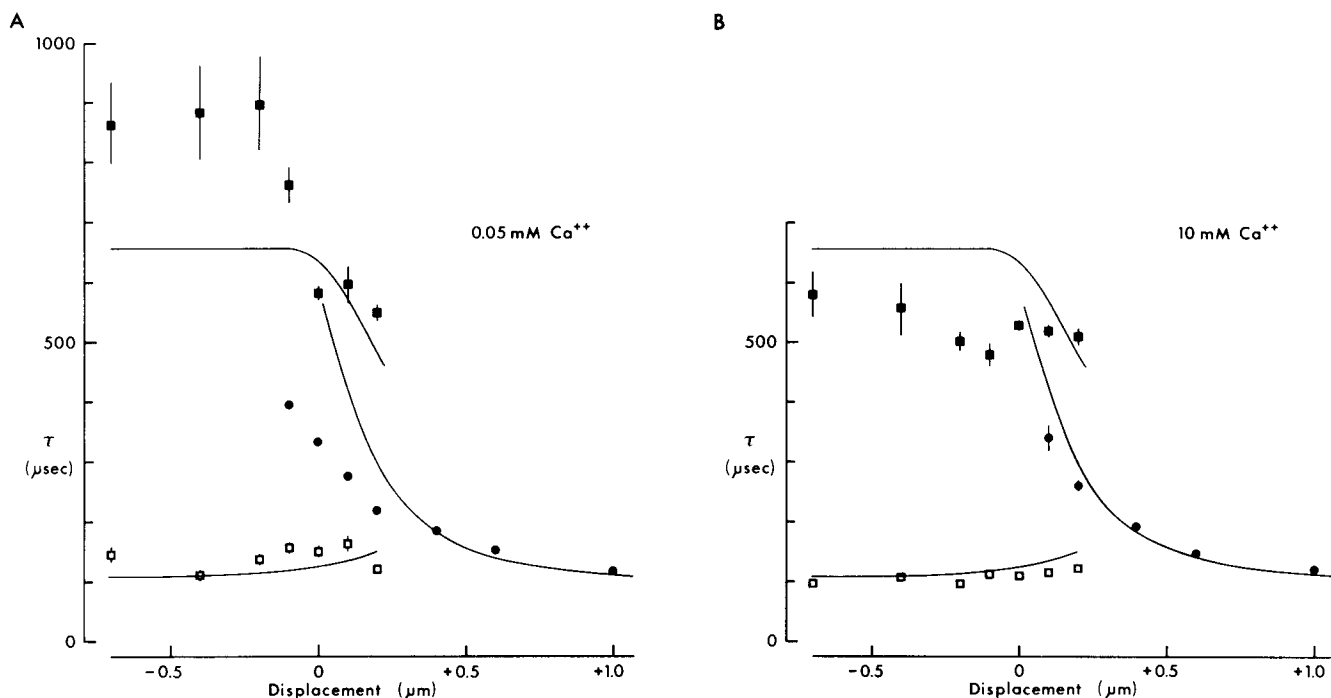 A
1000
500
0
τ
(μsec)
0.05 mM Ca++
−0.5
0
+0.5
+1.0
Displacement (μm)
B
500
0
τ
(μsec)
10 mM Ca++
−0.5
0
+0.5
+1.0
Displacement (μm)